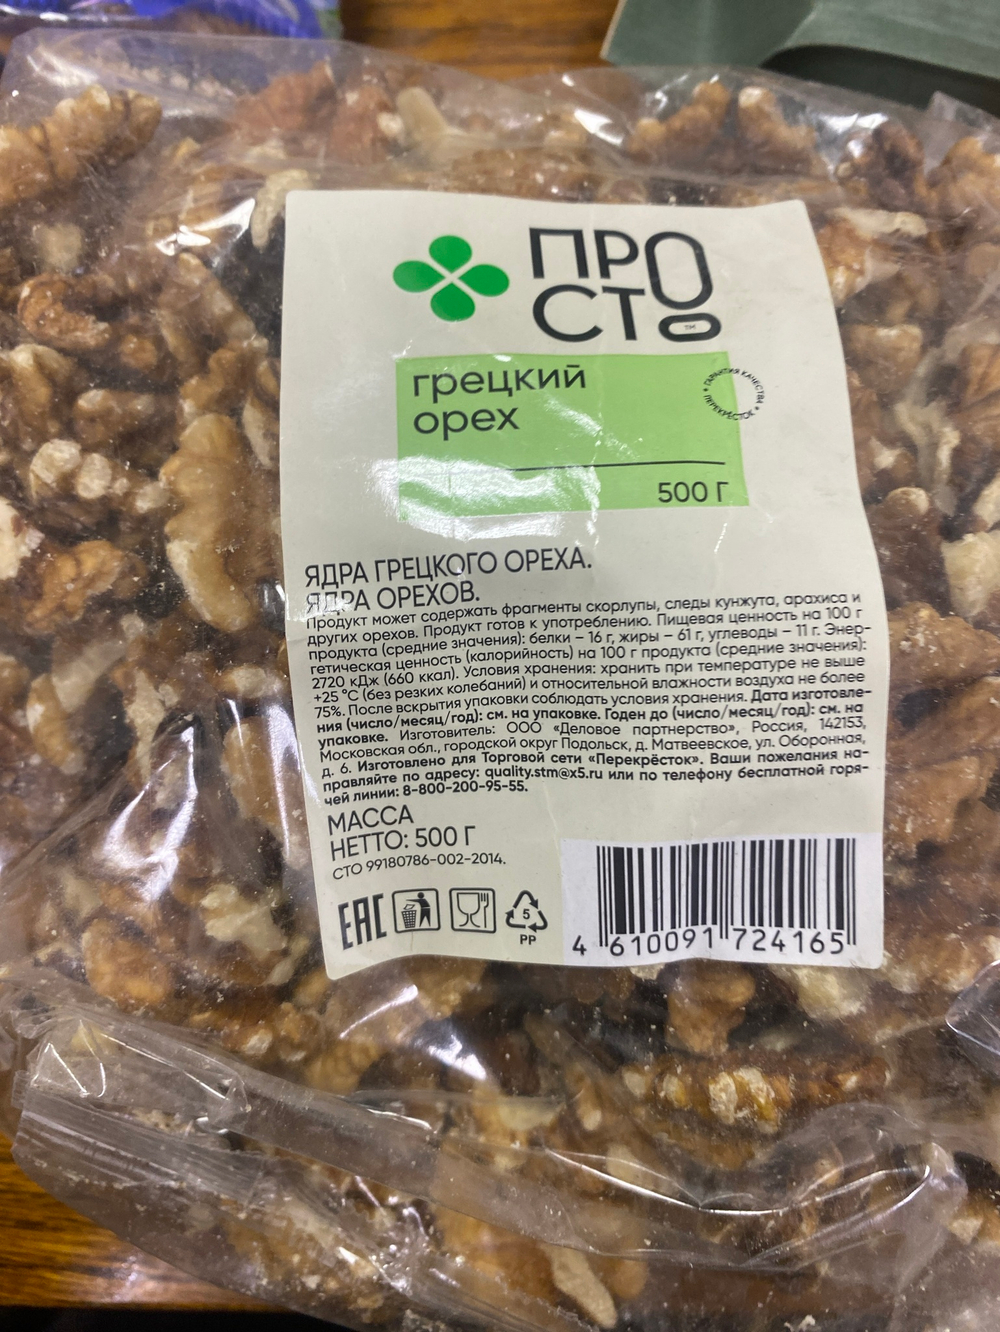 ПРО
СТО
TM
грецкий
орех
• ГАРАНТИЯ КАЧЕСТВА • ПЕРЕКРЁСТОК
500 Г
ЯДРА ГРЕЦКОГО ОРЕХА.
ЯДРА ОРЕХОВ.
Продукт может содержать фрагменты скорлупы, следы кунжута, арахиса и
других орехов. Продукт готов к употреблению. Пищевая ценность на 100 г
продукта (средние значения): белки – 16 г, жиры – 61 г, углеводы – 11 г. Энер-
гетическая ценность (калорийность) на 100 г продукта (средние значения):
2720 кДж (660 ккал). Условия хранения: хранить при температуре не выше
+25 °С (без резких колебаний) и относительной влажности воздуха не более
75%. После вскрытия упаковки соблюдать условия хранения. Дата изготовле-
ния (число/месяц/год): см. на упаковке. Годен до (число/месяц/год): см. на
упаковке. Изготовитель: ООО «Деловое партнерство», Россия, 142153,
Московская обл., городской округ Подольск, д. Матвеевское, ул. Оборонная,
д. 6. Изготовлено для Торговой сети «Перекрёсток». Ваши пожелания на-
правляйте по адресу: quality.stm@x5.ru или по телефону бесплатной горя-
чей линии: 8-800-200-95-55.
МАССА
НЕТТО: 500 Г
СТО 99180786-002-2014.
EAC
5
PP
4 610091 724165